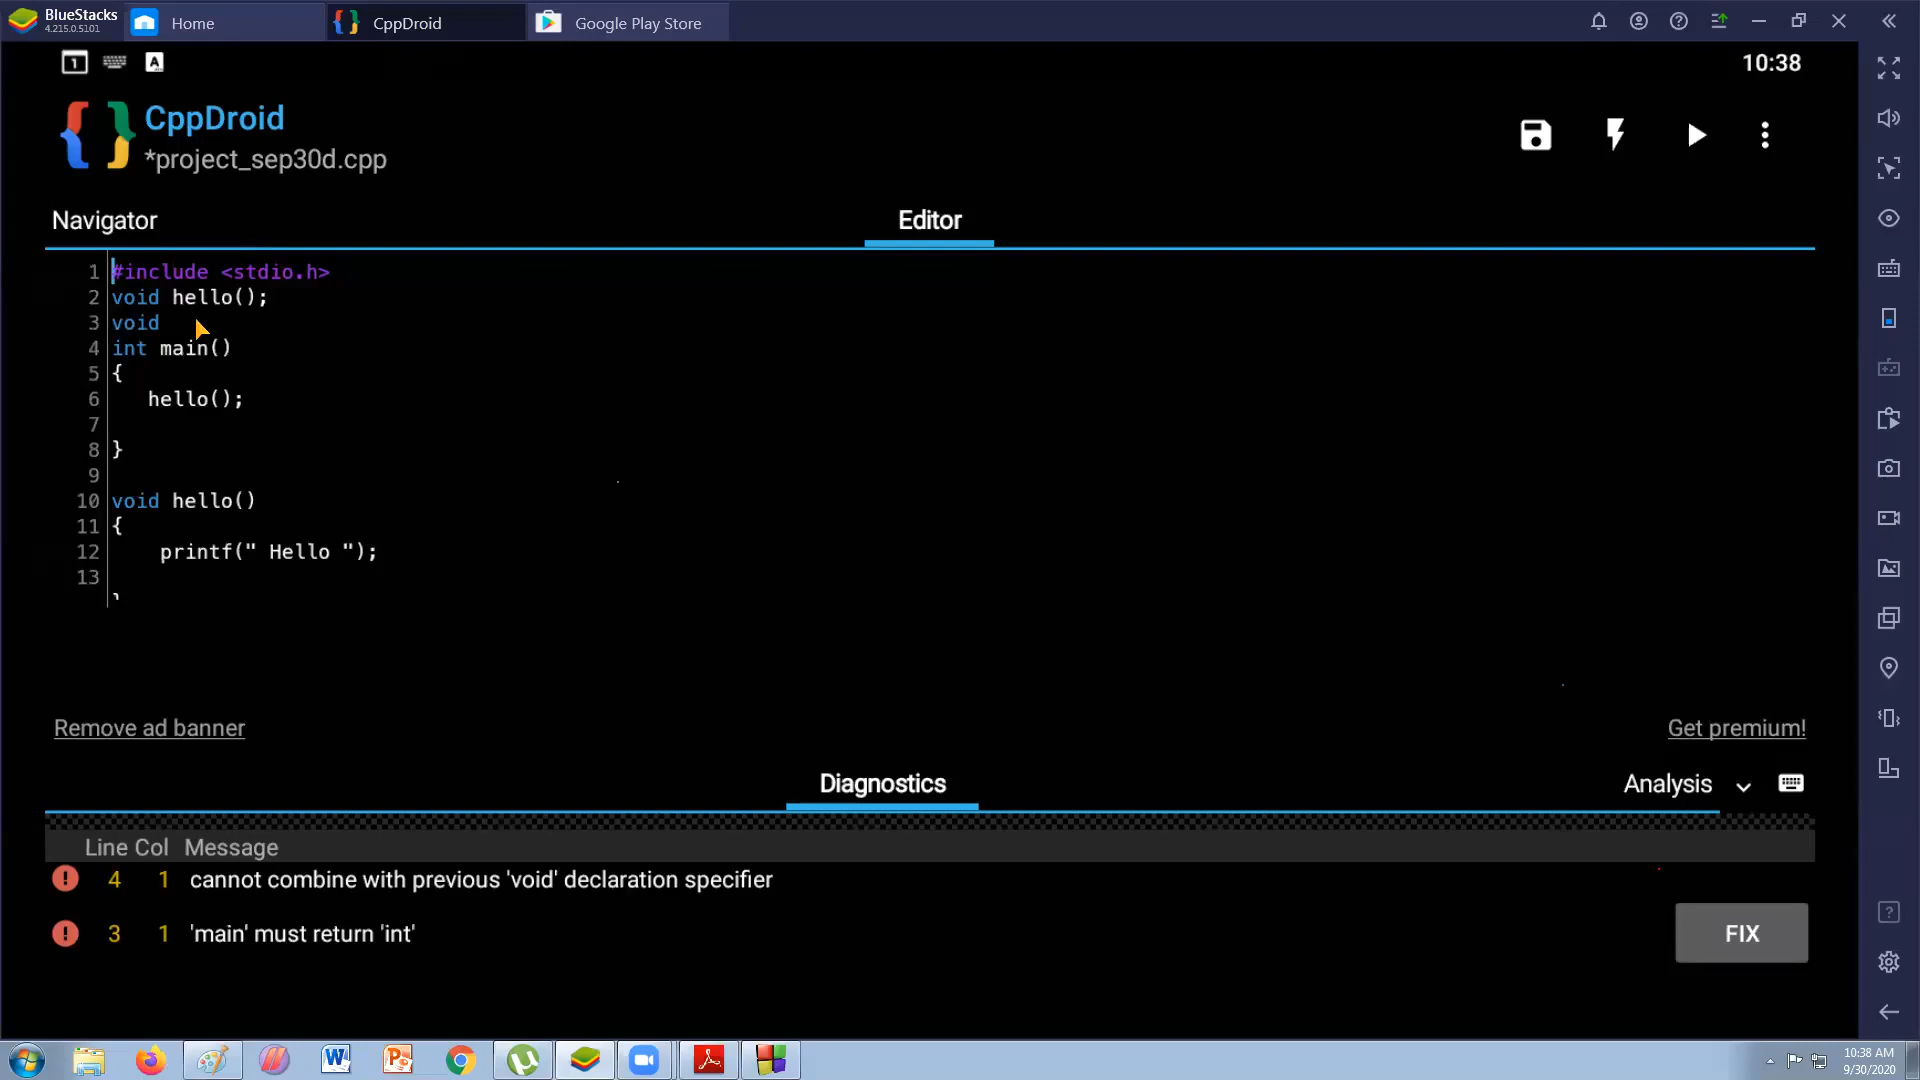 BlueStacks
4.215.0.5101
Home
CppDroid
Google Play Store
1
A
10:38
CppDroid
*project_sep30d.cpp
Navigator
Editor
1 #include <stdio.h>
2 void hello();
3 void
4 int main()
5 {
6 hello();
7
8 }
9
10 void hello()
11 {
12 printf(" Hello ");
13
Remove ad banner
Get premium!
Diagnostics
Analysis
Line Col Message
4 1 cannot combine with previous 'void' declaration specifier
3 1 'main' must return 'int'
FIX
10:38 AM
9/30/2020